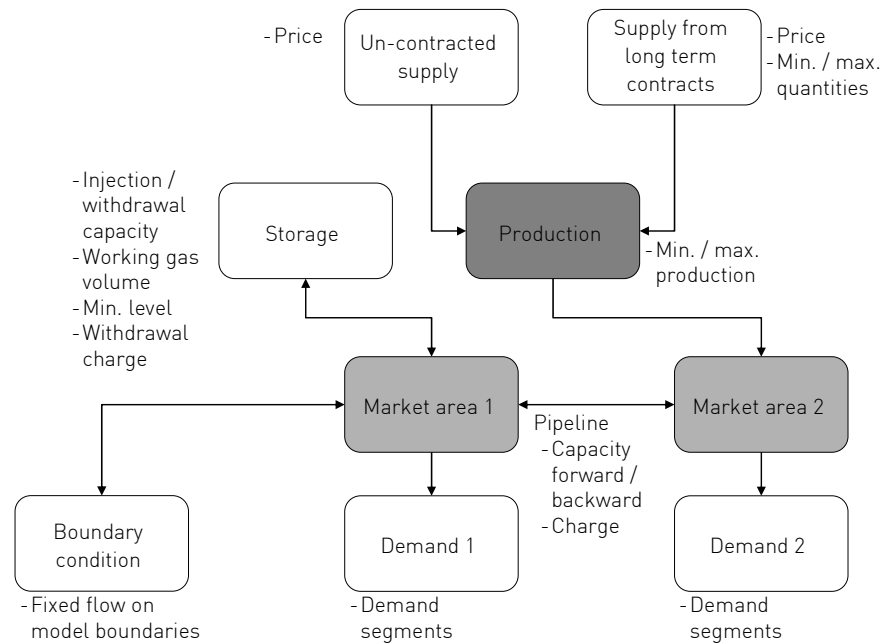 - Price
Un-contracted
supply
Supply from
long term
contracts
- Price
- Min. / max.
quantities
- Injection /
withdrawal
capacity
- Working gas
volume
- Min. level
- Withdrawal
charge
Storage
Production
- Min. / max.
production
Market area 1
Market area 2
Pipeline
- Capacity
forward /
backward
- Charge
Boundary
condition
Demand 1
Demand 2
- Fixed flow on
model boundaries
- Demand
segments
- Demand
segments